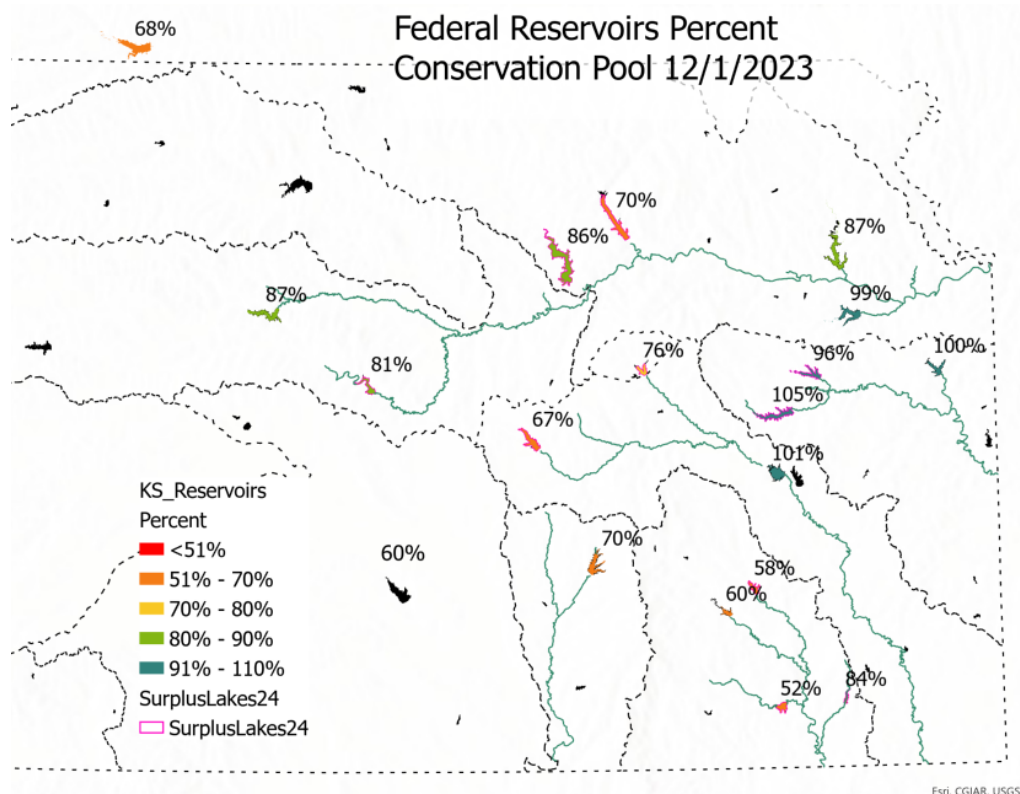 Federal Reservoirs Percent
Conservation Pool 12/1/2023
68%
70%
86%
87%
87%
99%
76%
96%
100%
81%
105%
67%
101%
KS_Reservoirs
Percent
<51%
51% - 70%
70% - 80%
80% - 90%
91% - 110%
SurplusLakes24
SurplusLakes24
60%
70%
58%
60%
52%
84%
Esri, CGIAR, USGS